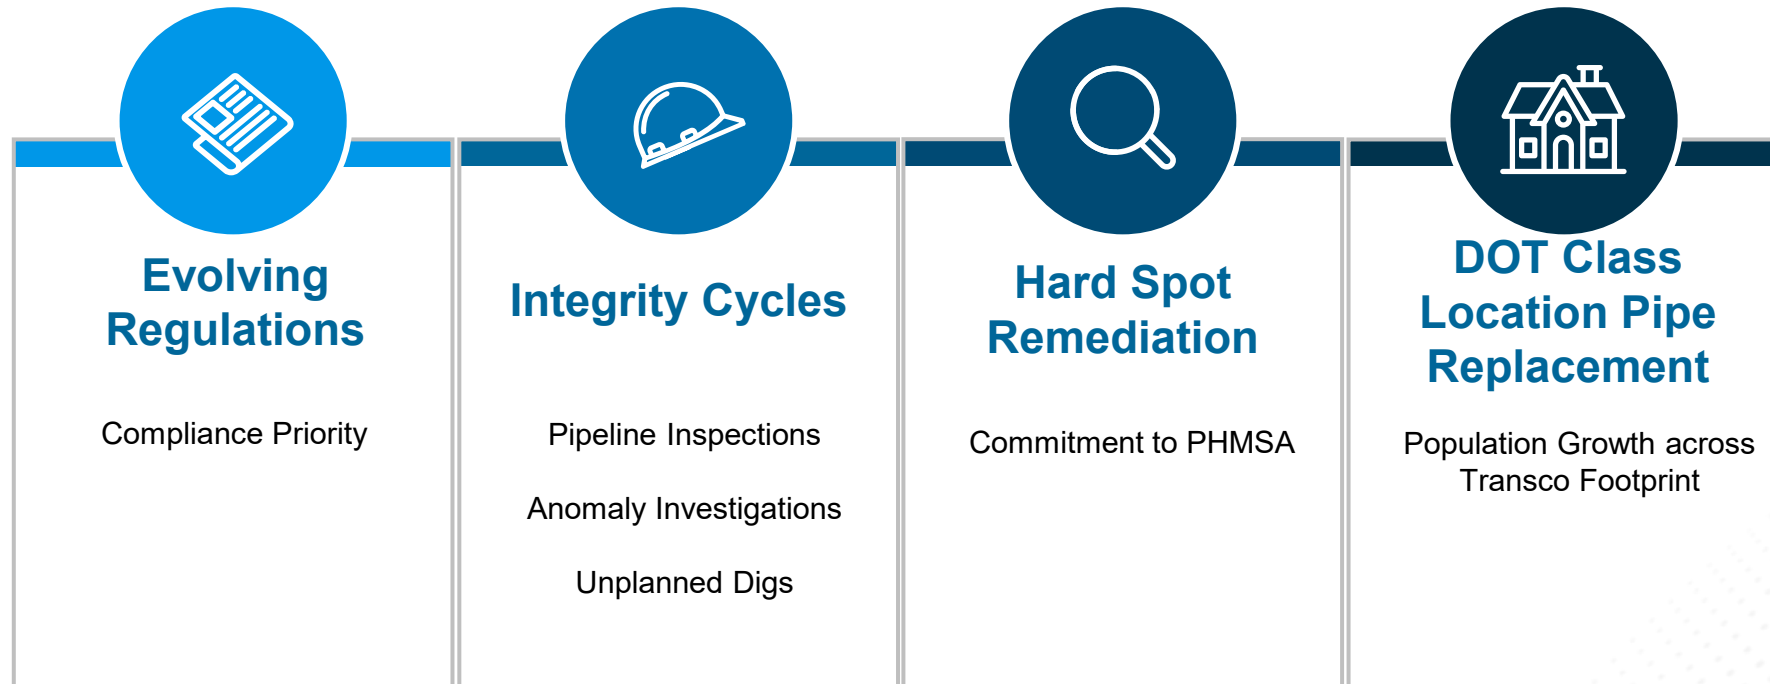 Evolving
Regulations
Compliance Priority
Integrity Cycles
Pipeline Inspections
Anomaly Investigations
Unplanned Digs
Hard Spot
Remediation
Commitment to PHMSA
DOT Class
Location Pipe
Replacement
Population Growth across
Transco Footprint